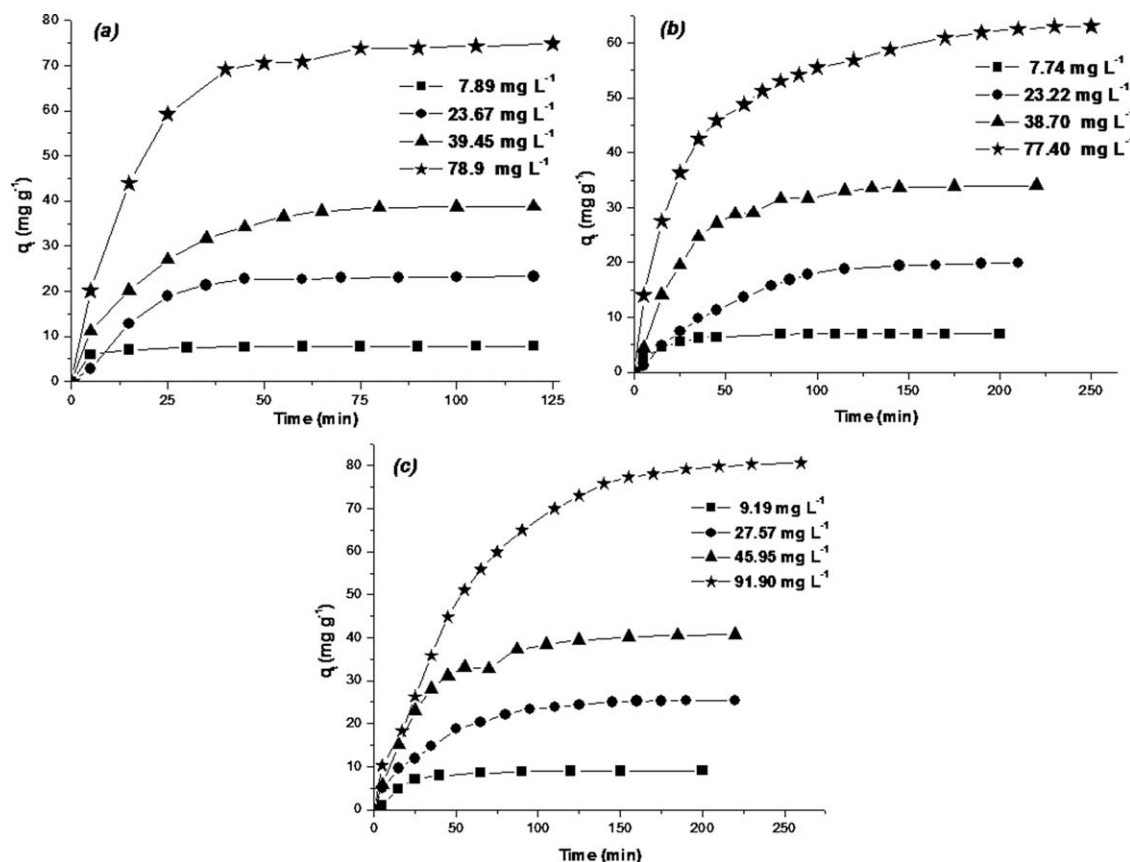 (a)
80
70
60
50
40
30
20
10
0
qₜ (mg g⁻¹)
7.89 mg L⁻¹
23.67 mg L⁻¹
39.45 mg L⁻¹
78.9 mg L⁻¹
0 25 50 75 100 125
Time (min)
(b)
60
50
40
30
20
10
0
qₜ (mg g⁻¹)
7.74 mg L⁻¹
23.22 mg L⁻¹
38.70 mg L⁻¹
77.40 mg L⁻¹
0 50 100 150 200 250
Time (min)
(c)
80
70
60
50
40
30
20
10
0
qₜ (mg g⁻¹)
9.19 mg L⁻¹
27.57 mg L⁻¹
45.95 mg L⁻¹
91.90 mg L⁻¹
0 50 100 150 200 250
Time (min)